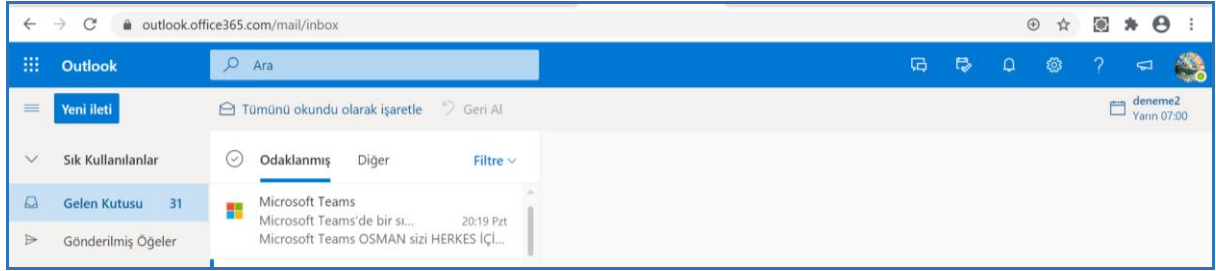 outlook.office365.com/mail/inbox
Outlook
Ara
Yeni ileti
Tümünü okundu olarak işaretle
Geri Al
deneme2
Yarın 07:00
Sık Kullanılanlar
Odaklanmış Diğer Filtre
Gelen Kutusu 31
Microsoft Teams
Microsoft Teams'de bir sı... 20:19 Pzt
Microsoft Teams OSMAN sizi HERKES İÇİ...
Gönderilmiş Öğeler